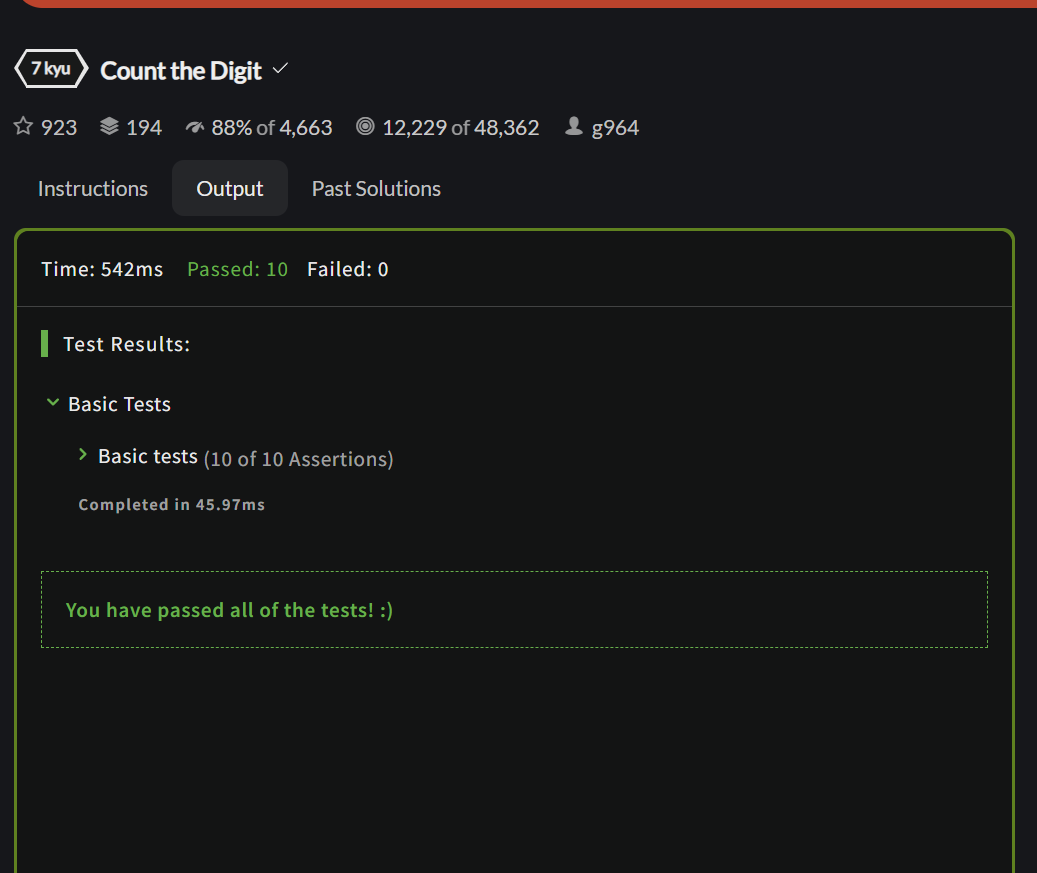 7 kyu Count the Digit
923 194 88% of 4,663 12,229 of 48,362 g964
Instructions Output Past Solutions
Time: 542ms Passed: 10 Failed: 0
Test Results:
Basic Tests
Basic tests (10 of 10 Assertions)
Completed in 45.97ms
You have passed all of the tests! :)